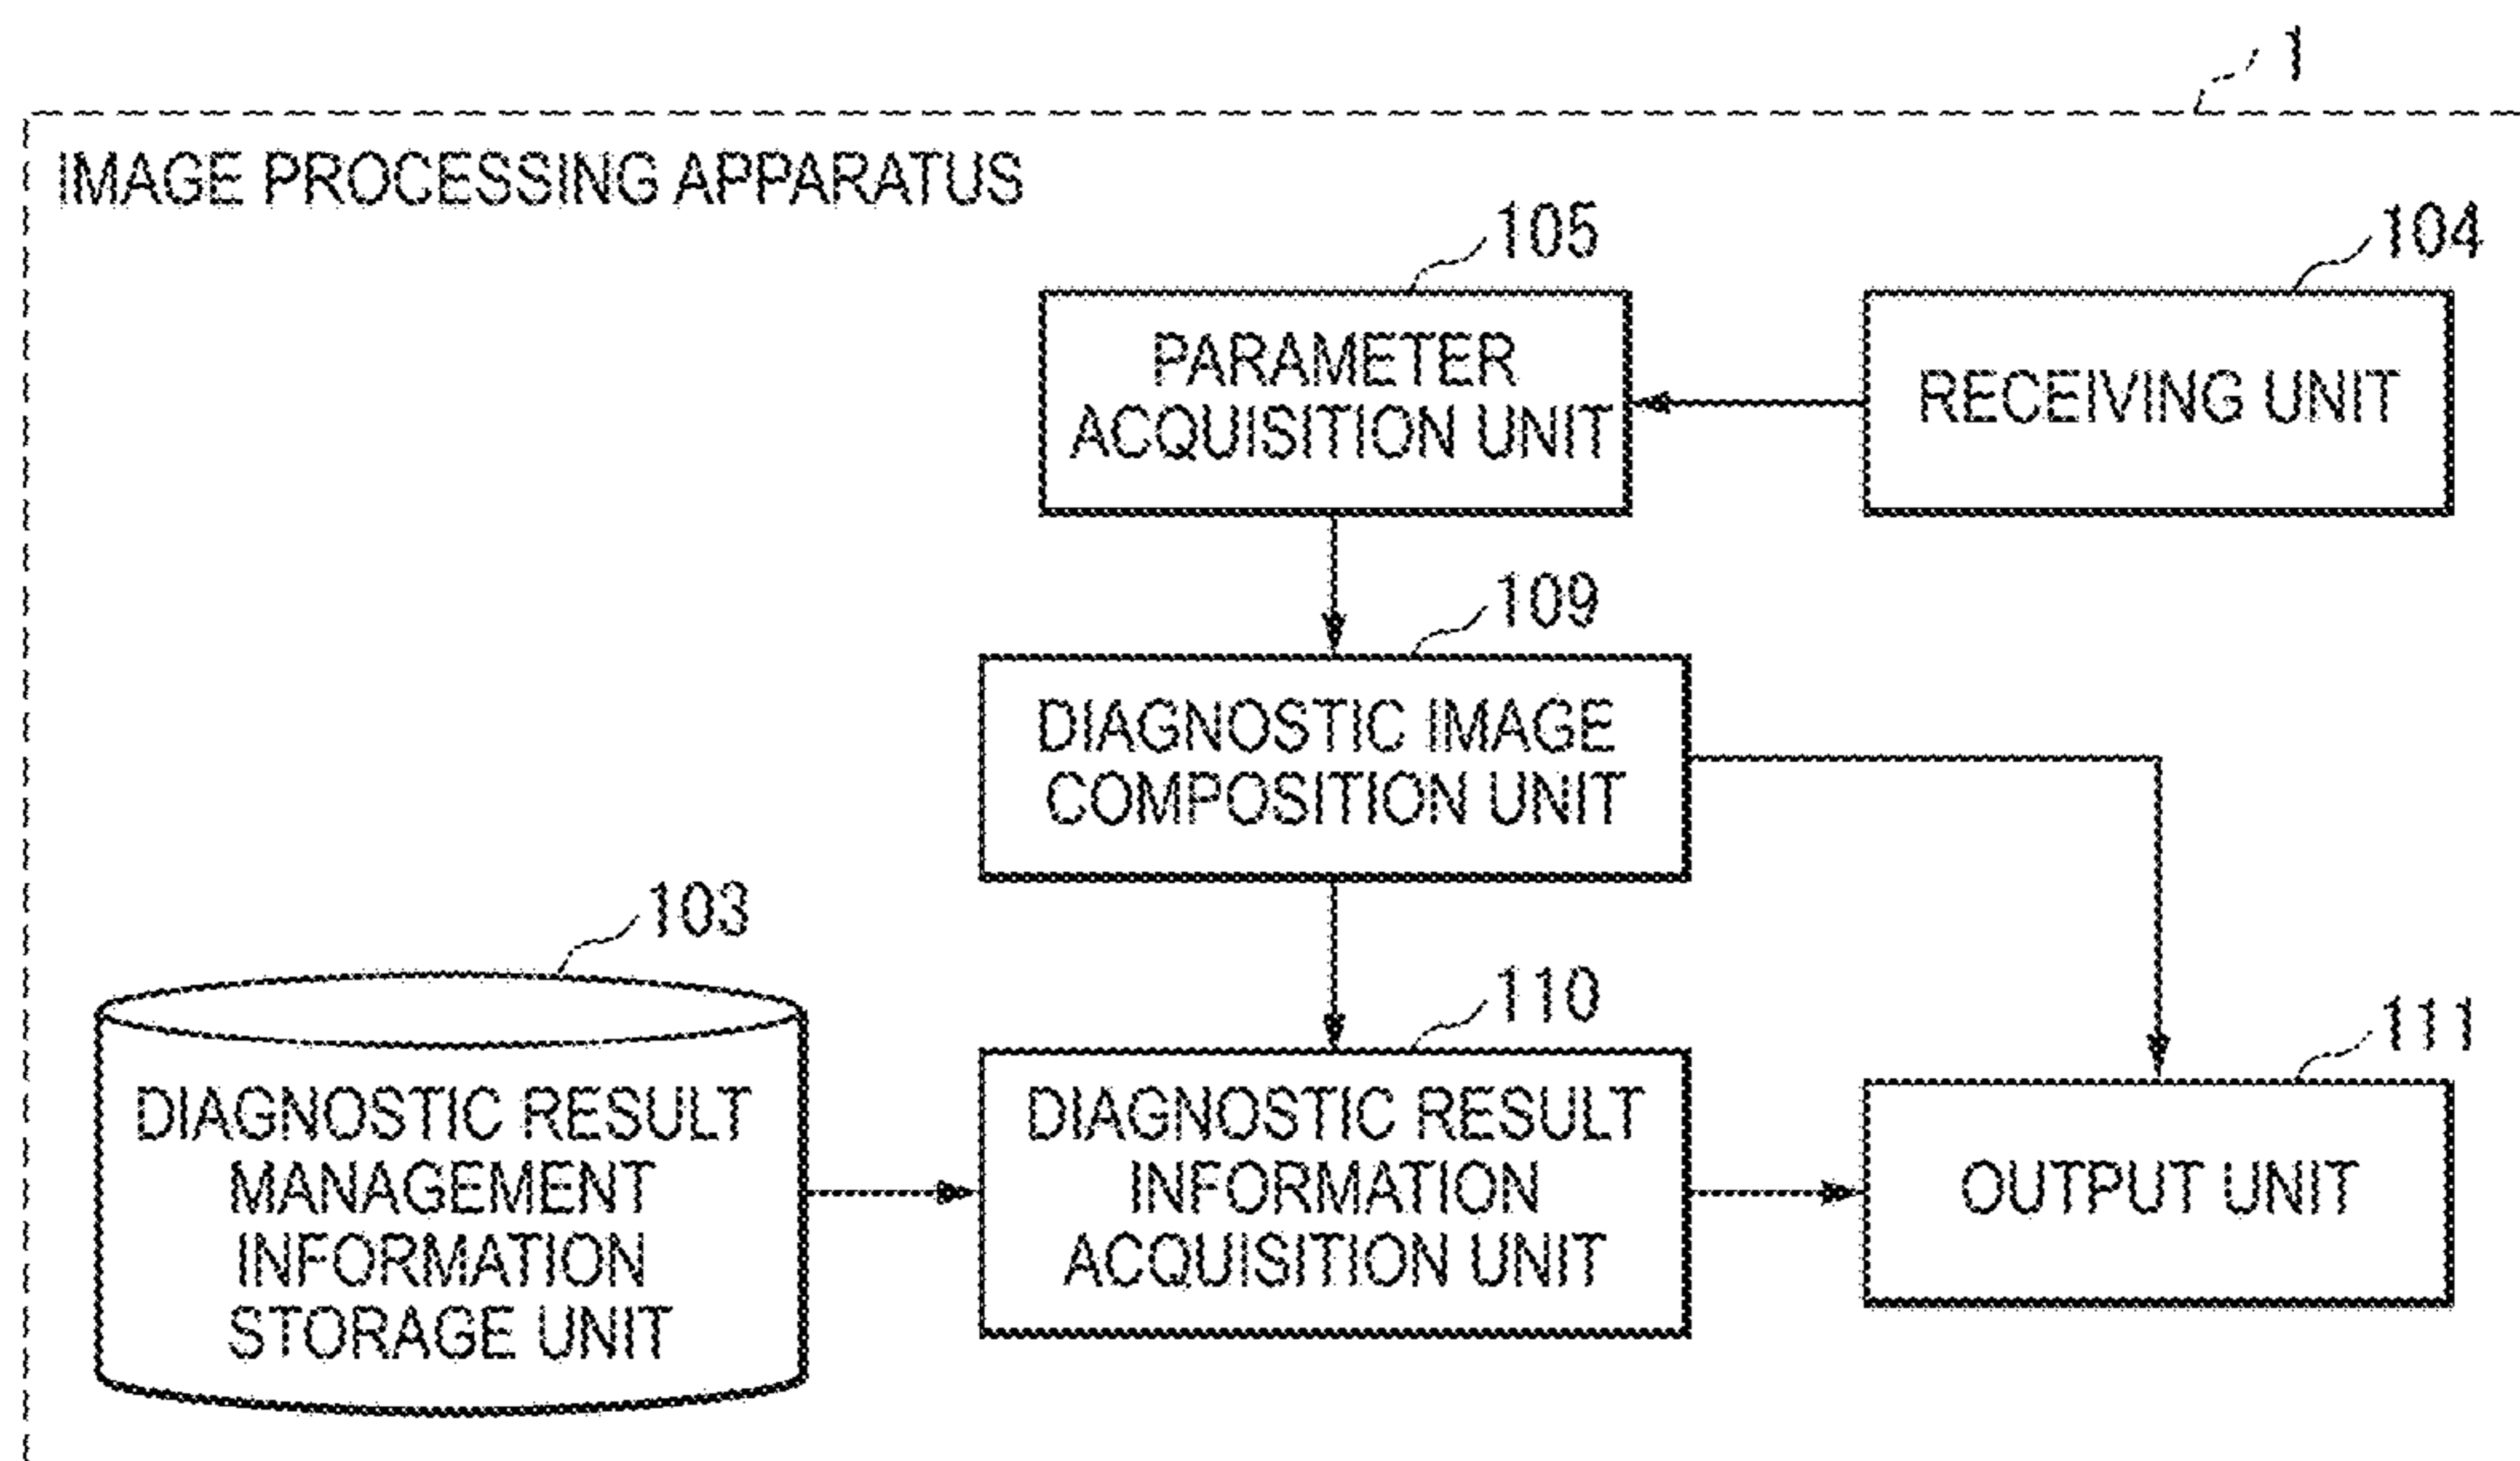 1
IMAGE PROCESSING APPARATUS
105
104
PARAMETER
ACQUISITION UNIT
RECEIVING UNIT
109
DIAGNOSTIC IMAGE
COMPOSITION UNIT
103
110
111
DIAGNOSTIC RESULT
MANAGEMENT
INFORMATION
STORAGE UNIT
DIAGNOSTIC RESULT
INFORMATION
ACQUISITION UNIT
OUTPUT UNIT